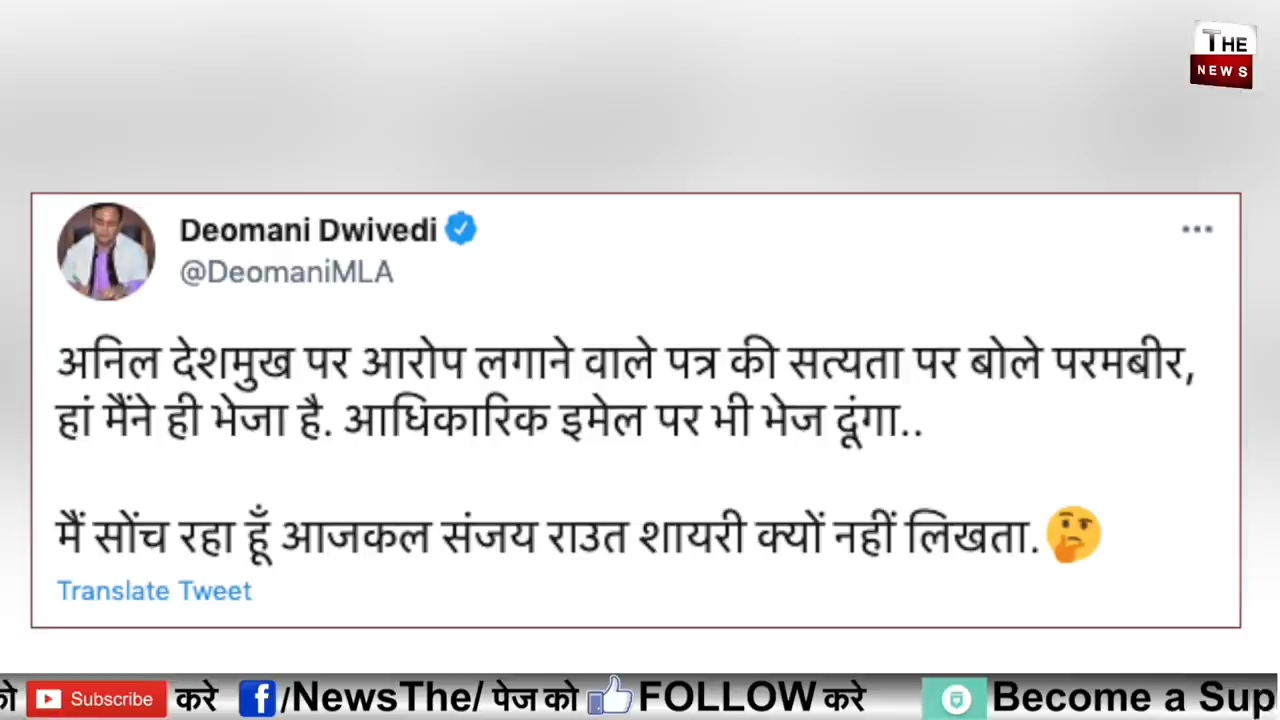 THE
NEWS
Deomani Dwivedi
@DeomaniMLA
अनिल देशमुख पर आरोप लगाने वाले पत्र की सत्यता पर बोले परमबीर,
हां मैंने ही भेजा है. आधिकारिक इमेल पर भी भेज दूंगा..
मैं सोंच रहा हूँ आजकल संजय राउत शायरी क्यों नहीं लिखता.🤔
Translate Tweet
को Subscribe करे f/NewsThe/ पेज को FOLLOW करे Become a Sup